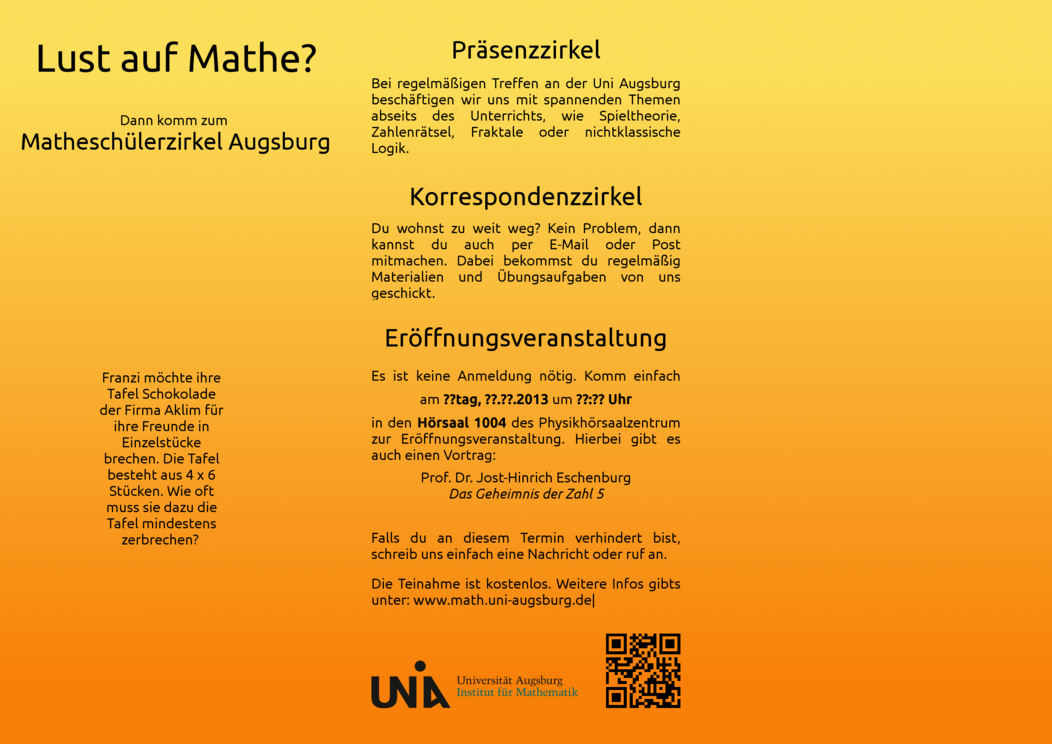 Lust auf Mathe?
Dann komm zum
Matheschülerzirkel Augsburg
Franzi möchte ihre
Tafel Schokolade
der Firma Aklim für
ihre Freunde in
Einzelstücke
brechen. Die Tafel
besteht aus 4 x 6
Stücken. Wie oft
muss sie dazu die
Tafel mindestens
zerbrechen?
Präsenzzirkel
Bei regelmäßigen Treffen an der Uni Augsburg
beschäftigen wir uns mit spannenden Themen
abseits des Unterrichts, wie Spieltheorie,
Zahlenrätsel, Fraktale oder nichtklassische
Logik.
Korrespondenzzirkel
Du wohnst zu weit weg? Kein Problem, dann
kannst du auch per E-Mail oder Post
mitmachen. Dabei bekommst du regelmäßig
Materialien und Übungsaufgaben von uns
geschickt.
Eröffnungsveranstaltung
Es ist keine Anmeldung nötig. Komm einfach
am ??tag, ??.??.2013 um ??:?? Uhr
in den Hörsaal 1004 des Physikhörsaalzentrum
zur Eröffnungsveranstaltung. Hierbei gibt es
auch einen Vortrag:
Prof. Dr. Jost-Hinrich Eschenburg
Das Geheimnis der Zahl 5
Falls du an diesem Termin verhindert bist,
schreib uns einfach eine Nachricht oder ruf an.
Die Teinahme ist kostenlos. Weitere Infos gibts
unter: www.math.uni-augsburg.de|
UNIA
Universität Augsburg
Institut für Mathematik